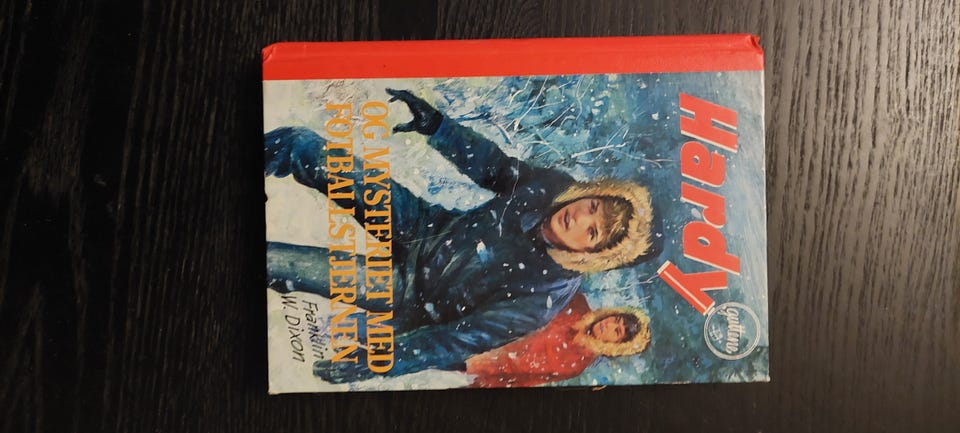 Hardy
OG MYSTERIET MED
FOTBALLSTJERNEN
Franklin
W. Dixon